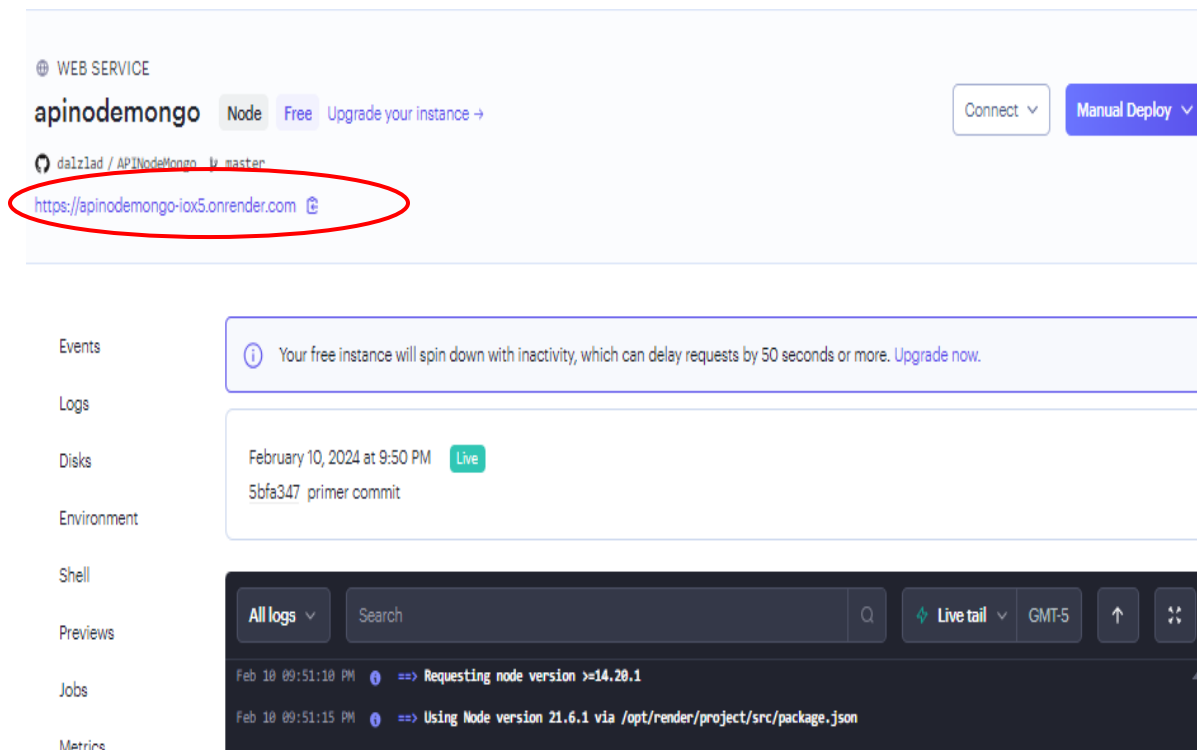 WEB SERVICE
apinodemongo Node Free Upgrade your instance →
Connect Manual Deploy
dalzlad / APINodeMongo master
https://apinodemongo-iox5.onrender.com
Events
Your free instance will spin down with inactivity, which can delay requests by 50 seconds or more. Upgrade now.
Logs
Disks
February 10, 2024 at 9:50 PM Live
5bfa347 primer commit
Environment
Shell
Previews
Jobs
Metrics
All logs Search Live tail GMT-5
Feb 10 09:51:10 PM ==> Requesting node version >=14.20.1
Feb 10 09:51:15 PM ==> Using Node version 21.6.1 via /opt/render/project/src/package.json